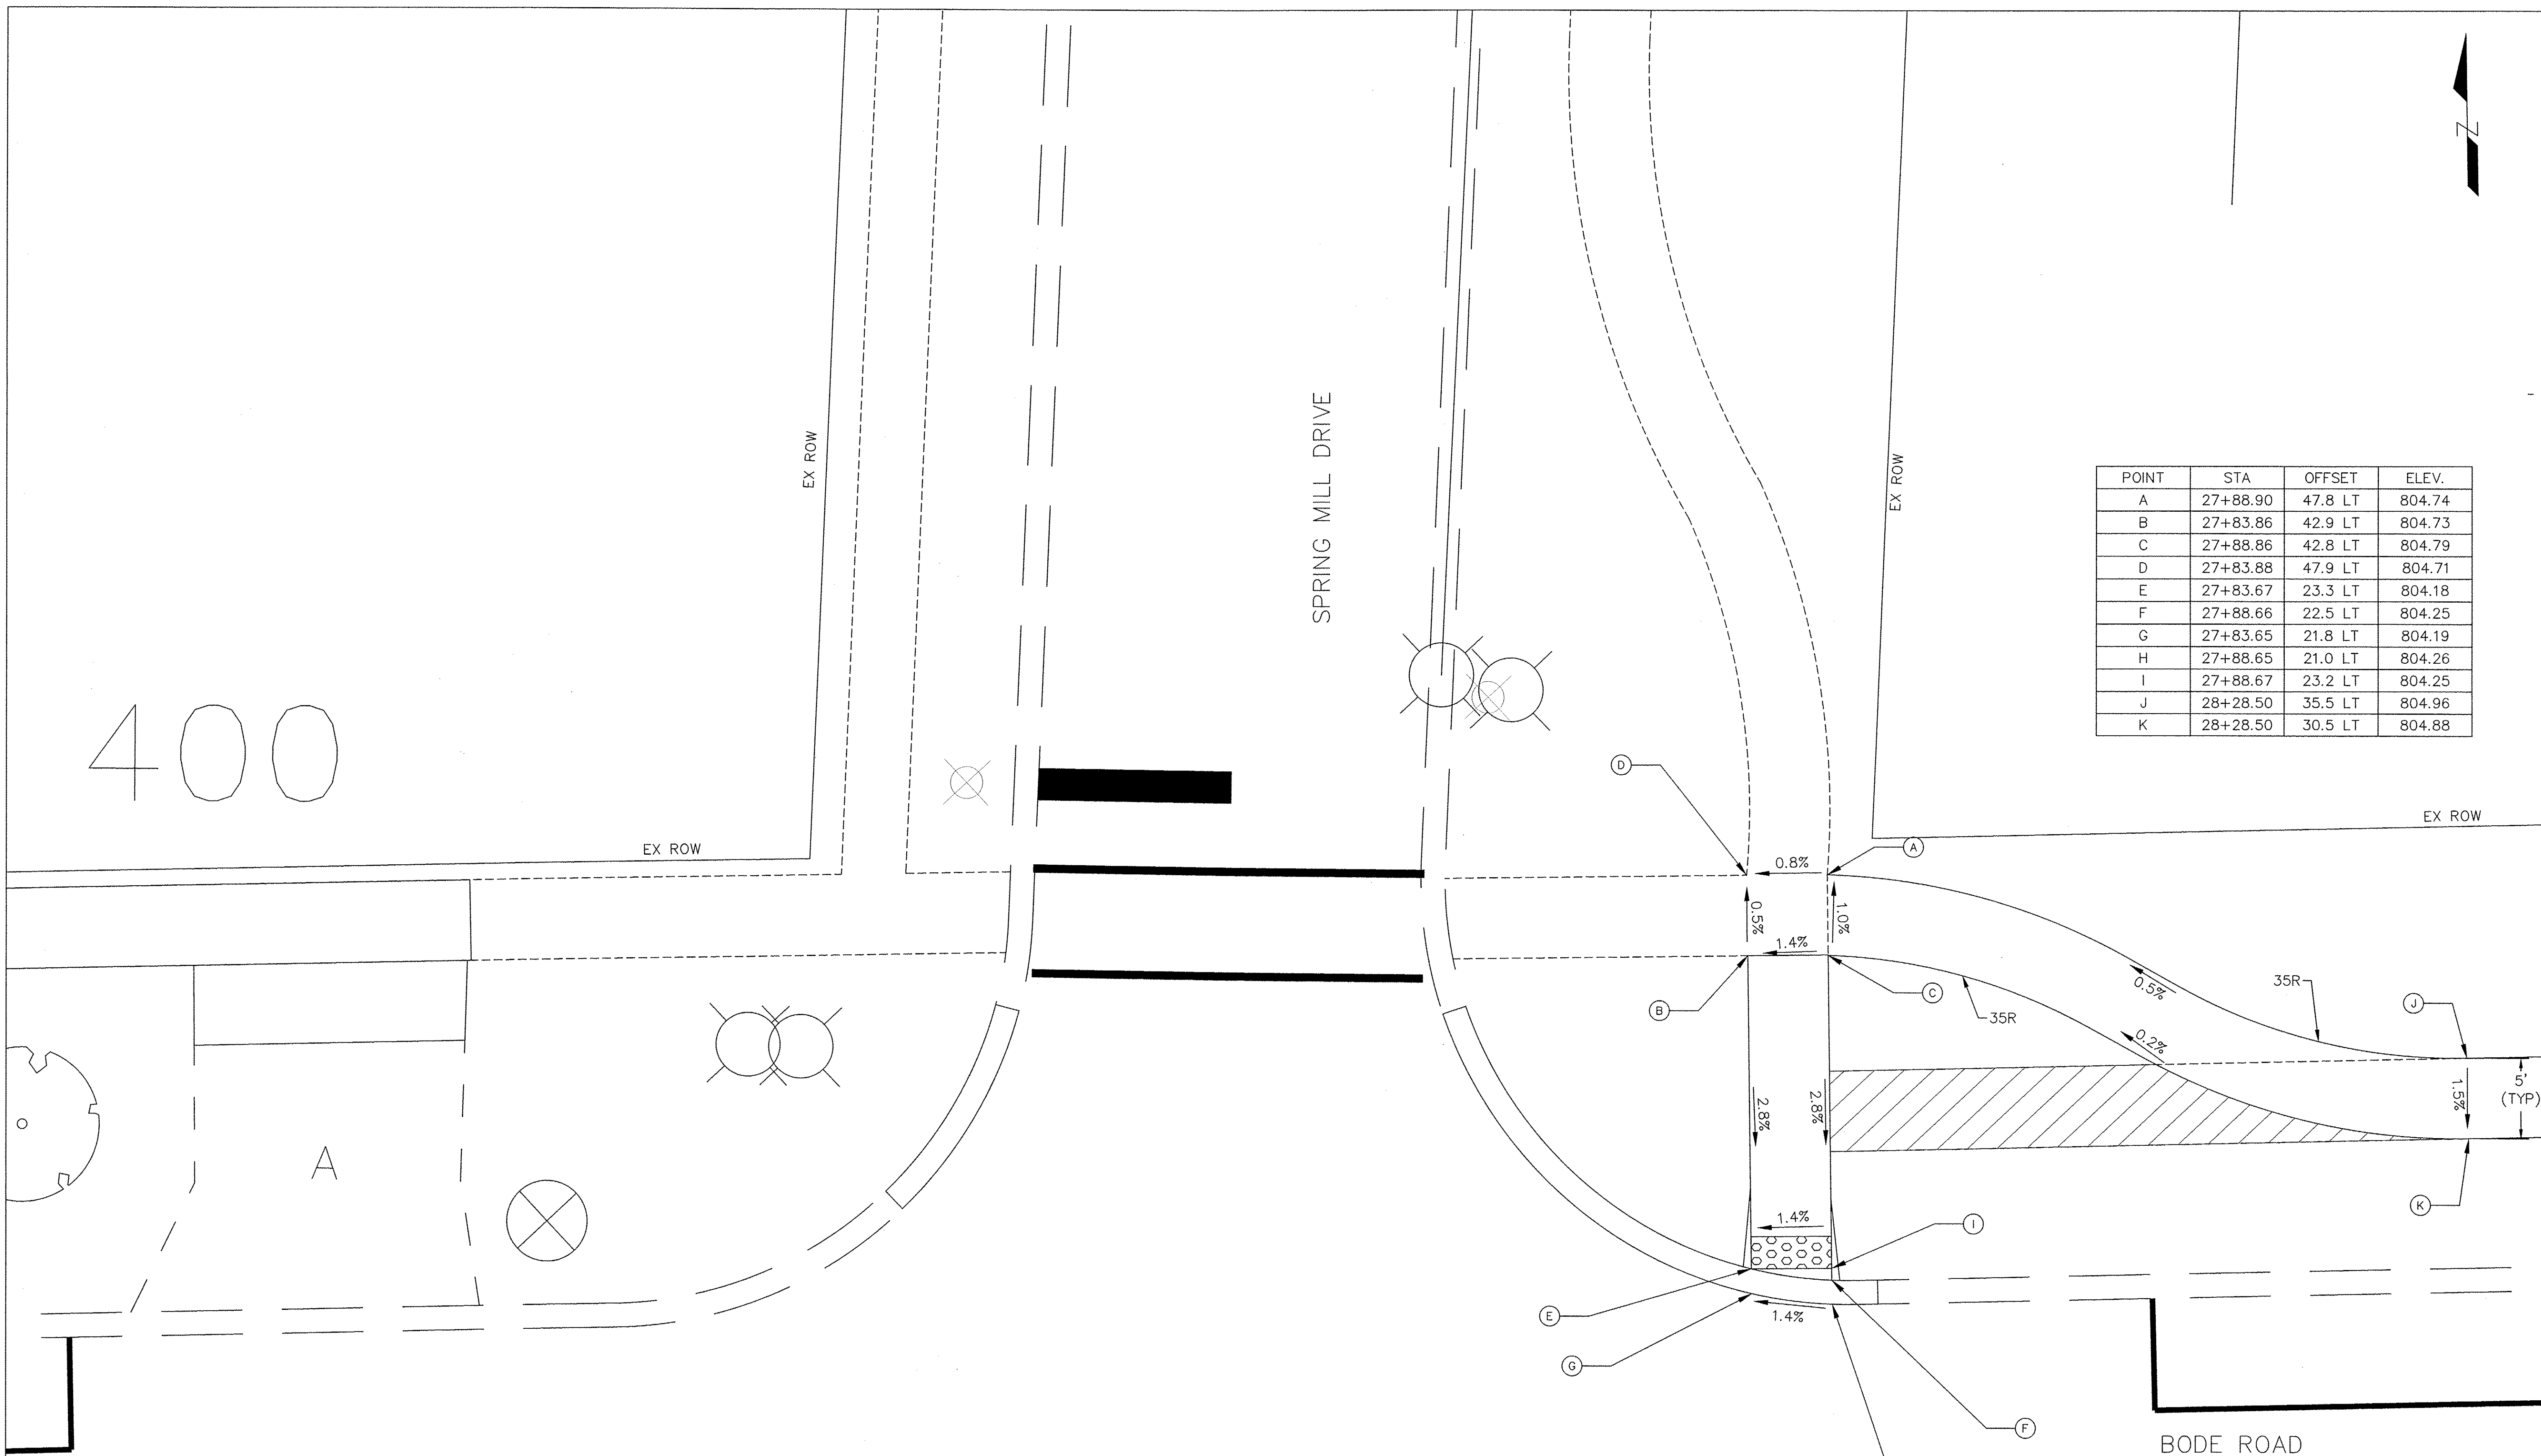 N
SPRING MILL DRIVE
EX ROW
EX ROW
POINT STA OFFSET ELEV.
A 27+88.90 47.8 LT 804.74
B 27+83.86 42.9 LT 804.73
C 27+88.86 42.8 LT 804.79
D 27+83.88 47.9 LT 804.71
E 27+83.67 23.3 LT 804.18
F 27+88.66 22.5 LT 804.25
G 27+83.65 21.8 LT 804.19
H 27+88.65 21.0 LT 804.26
I 27+88.67 23.2 LT 804.25
J 28+28.50 35.5 LT 804.96
K 28+28.50 30.5 LT 804.88
400
D
EX ROW
EX ROW
A
0.8%
0.5%
1.0%
1.4%
B
C
35R
0.5%
35R
J
0.2%
2.8%
2.8%
1.5%
5'
(TYP)
A
K
1.4%
I
E
1.4%
G
F
BODE ROAD